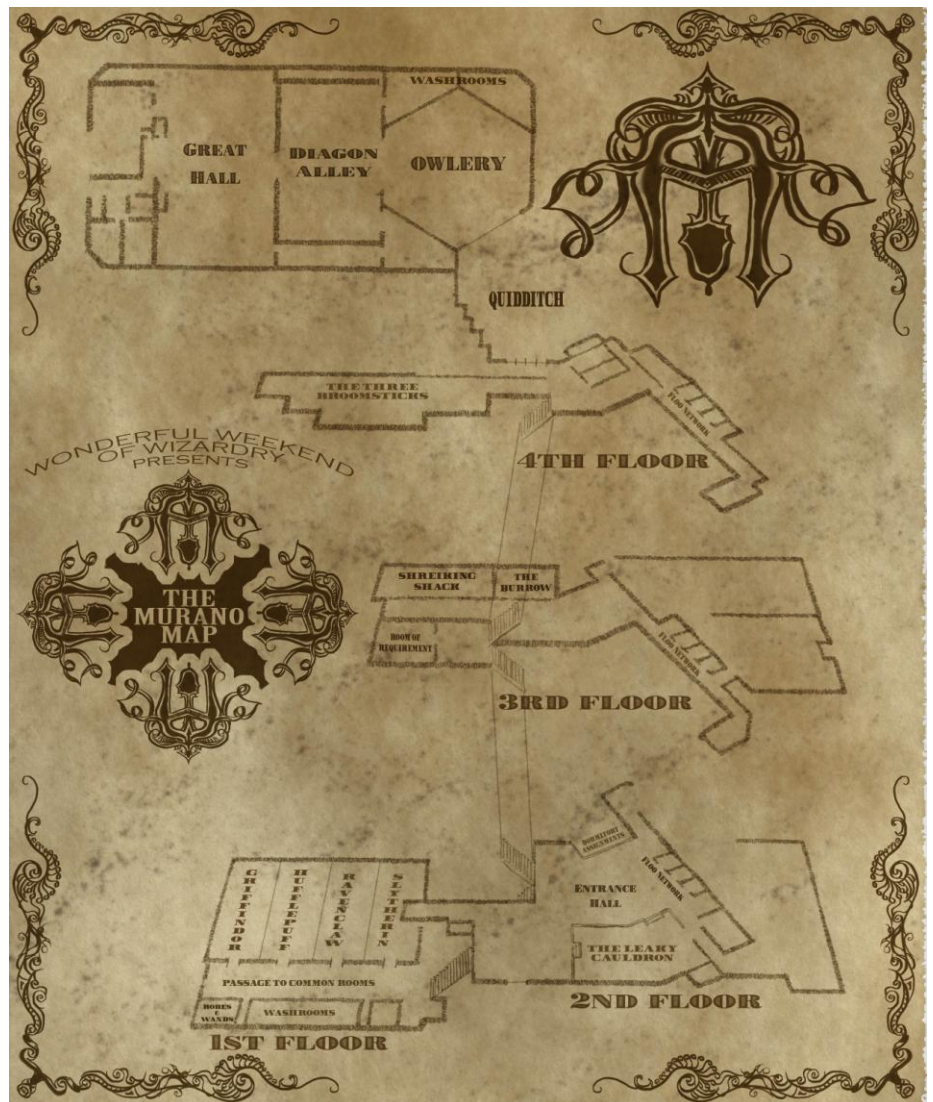 WASHROOMS
GREAT
HALL
DIAGON
ALLEY
OWLERY
QUIDDITCH
THE THREE
BROOMSTICKS
FLOO NETWORK
4TH FLOOR
WONDERFUL WEEKEND
OF WIZARDRY
PRESENTS
THE
MURANO
MAP
SHREIKING
SHACK
THE
BURROW
ROOM OF
REQUIREMENT
FLOO NETWORK
3RD FLOOR
DORMITORY
ASSIGNMENTS
FLOO NETWORK
ENTRANCE
HALL
THE LEAKY
CAULDRON
2ND FLOOR
GRIFFINDOR
HUFFLEPUFF
RAVENCLAW
SLYTHERIN
PASSAGE TO COMMON ROOMS
ROBES
&
WANDS
WASHROOMS
1ST FLOOR